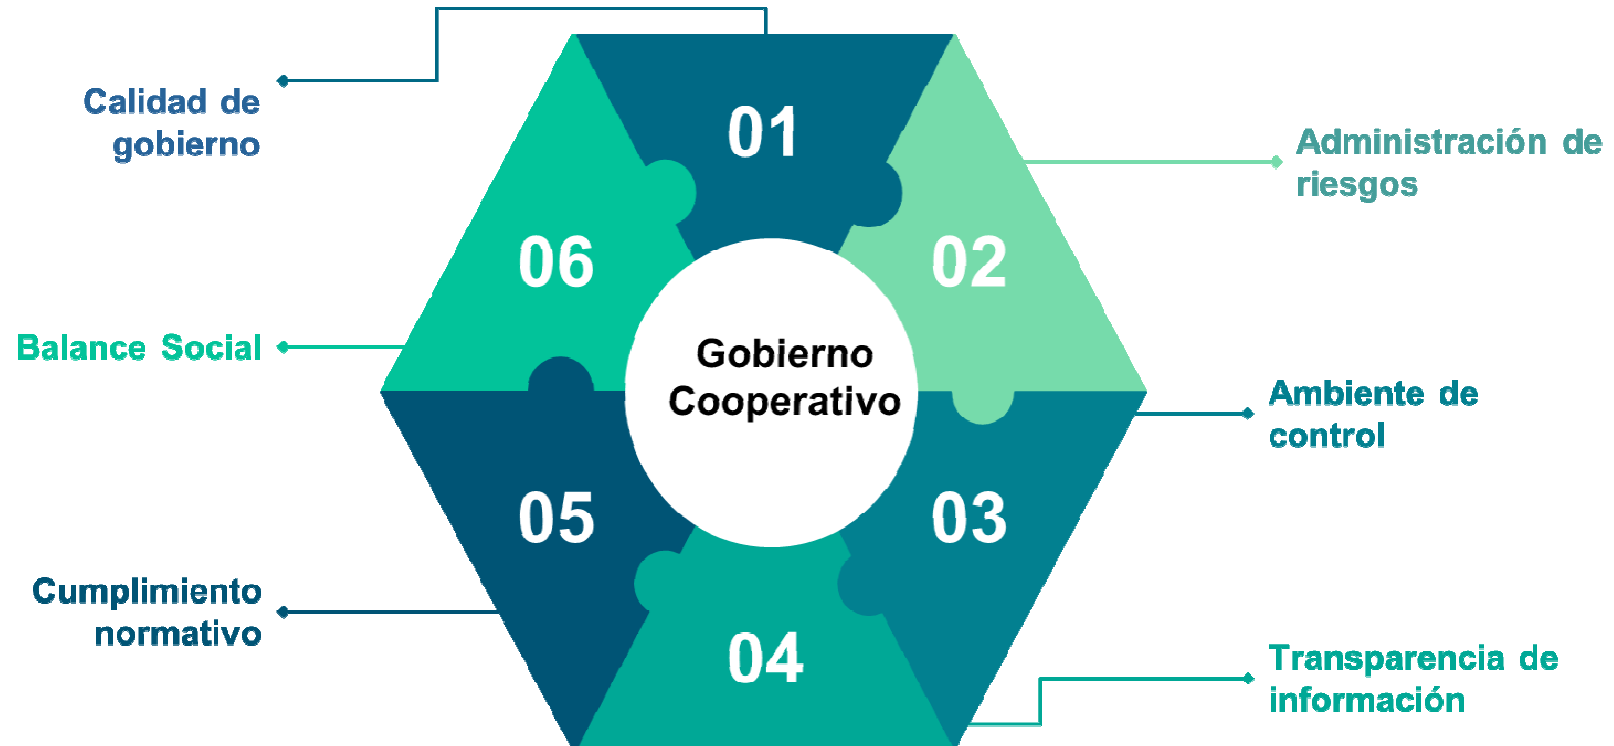 Calidad de
gobierno
01
Administración de
riesgos
02
06
Balance Social
Gobierno
Cooperativo
Ambiente de
control
05
03
Cumplimiento
normativo
04
Transparencia de
información